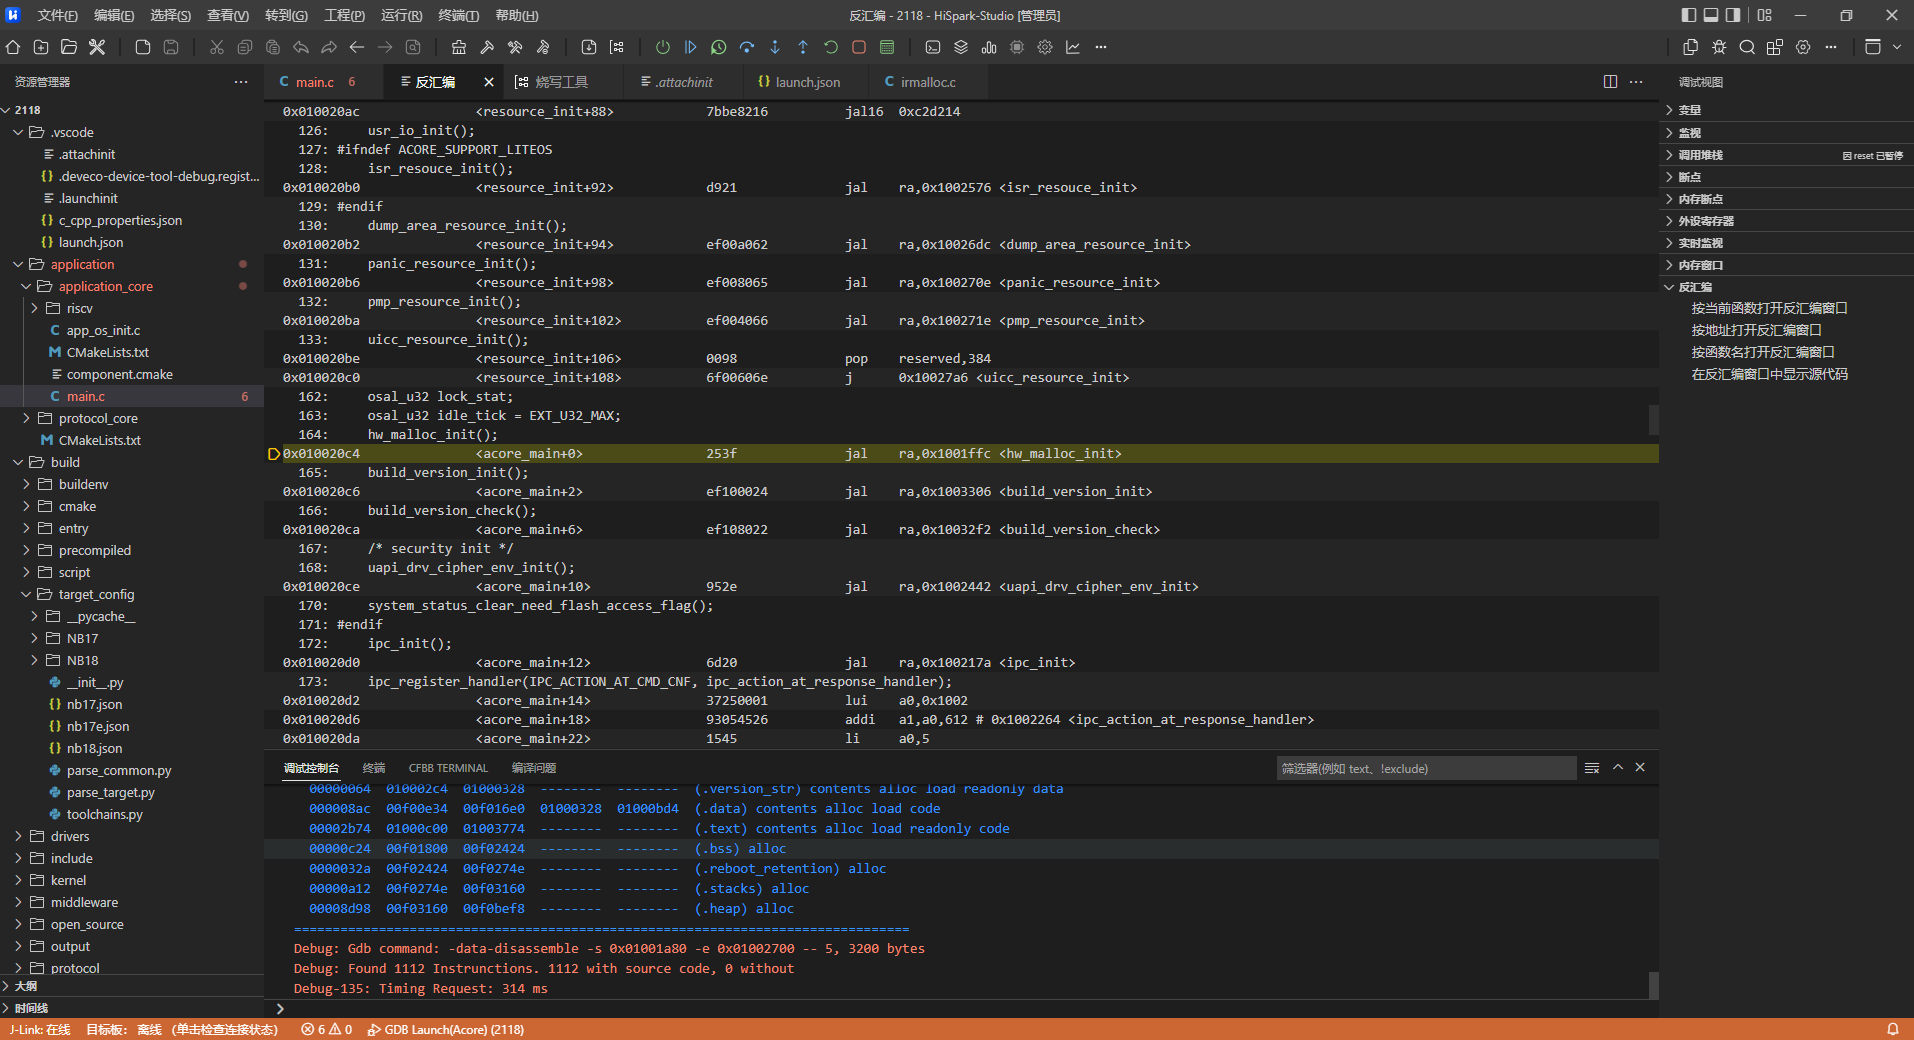 文件(F) 编辑(E) 选择(S) 查看(V) 转到(G) 工程(P) 运行(R) 终端(T) 帮助(H) 反汇编 - 2118 - HiSpark-Studio [管理员]
资源管理器
2118
.vscode
.attachinit
.deveco-device-tool-debug.regist...
.launchinit
c_cpp_properties.json
launch.json
application
application_core
riscv
app_os_init.c
CMakeLists.txt
component.cmake
main.c 6
protocol_core
CMakeLists.txt
build
buildenv
cmake
entry
precompiled
script
target_config
__pycache__
NB17
NB18
__init__.py
nb17.json
nb17e.json
nb18.json
parse_common.py
parse_target.py
toolchains.py
drivers
include
kernel
middleware
open_source
output
protocol
大纲
时间线
main.c 6 反汇编 烧写工具 .attachinit launch.json irmalloc.c
0x010020ac <resource_init+88> 7bbe8216 jal16 0xc2d214
126: usr_io_init();
127: #ifndef ACORE_SUPPORT_LITEOS
128: isr_resouce_init();
0x010020b0 <resource_init+92> d921 jal ra,0x1002576 <isr_resouce_init>
129: #endif
130: dump_area_resource_init();
0x010020b2 <resource_init+94> ef00a062 jal ra,0x10026dc <dump_area_resource_init>
131: panic_resource_init();
0x010020b6 <resource_init+98> ef008065 jal ra,0x100270e <panic_resource_init>
132: pmp_resource_init();
0x010020ba <resource_init+102> ef004066 jal ra,0x100271e <pmp_resource_init>
133: uicc_resource_init();
0x010020be <resource_init+106> 0098 pop reserved,384
0x010020c0 <resource_init+108> 6f00606e j 0x10027a6 <uicc_resource_init>
162: osal_u32 lock_stat;
163: osal_u32 idle_tick = EXT_U32_MAX;
164: hw_malloc_init();
0x010020c4 <acore_main+0> 253f jal ra,0x1001ffc <hw_malloc_init>
165: build_version_init();
0x010020c6 <acore_main+2> ef100024 jal ra,0x1003306 <build_version_init>
166: build_version_check();
0x010020ca <acore_main+6> ef108022 jal ra,0x10032f2 <build_version_check>
167: /* security init */
168: uapi_drv_cipher_env_init();
0x010020ce <acore_main+10> 952e jal ra,0x1002442 <uapi_drv_cipher_env_init>
170: system_status_clear_need_flash_access_flag();
171: #endif
172: ipc_init();
0x010020d0 <acore_main+12> 6d20 jal ra,0x100217a <ipc_init>
173: ipc_register_handler(IPC_ACTION_AT_CMD_CNF, ipc_action_at_response_handler);
0x010020d2 <acore_main+14> 37250001 lui a0,0x1002
0x010020d6 <acore_main+18> 93054526 addi a1,a0,612 # 0x1002264 <ipc_action_at_response_handler>
0x010020da <acore_main+22> 1545 li a0,5
调试控制台 终端 CFBB TERMINAL 编译问题 筛选器(例如 text、!exclude)
00000064 010002c4 01000328 -------- -------- (.version_str) contents alloc load readonly data
000008ac 00f00e34 00f016e0 01000328 01000bd4 (.data) contents alloc load code
00002b74 01000c00 01003774 -------- -------- (.text) contents alloc load readonly code
00000c24 00f01800 00f02424 -------- -------- (.bss) alloc
0000032a 00f02424 00f0274e -------- -------- (.reboot_retention) alloc
00000a12 00f0274e 00f03160 -------- -------- (.stacks) alloc
00008d98 00f03160 00f0bef8 -------- -------- (.heap) alloc
================================================================================
Debug: Gdb command: -data-disassemble -s 0x01001a80 -e 0x01002700 -- 5, 3200 bytes
Debug: Found 1112 Instrunctions. 1112 with source code, 0 without
Debug-135: Timing Request: 314 ms
调试视图
变量
监视
调用堆栈 因 reset 已暂停
断点
内存断点
外设寄存器
实时监视
内存窗口
反汇编
按当前函数打开反汇编窗口
按地址打开反汇编窗口
按函数名打开反汇编窗口
在反汇编窗口中显示源代码
J-Link: 在线 目标板: 离线 (单击检查连接状态) 6 0 GDB Launch(Acore) (2118)